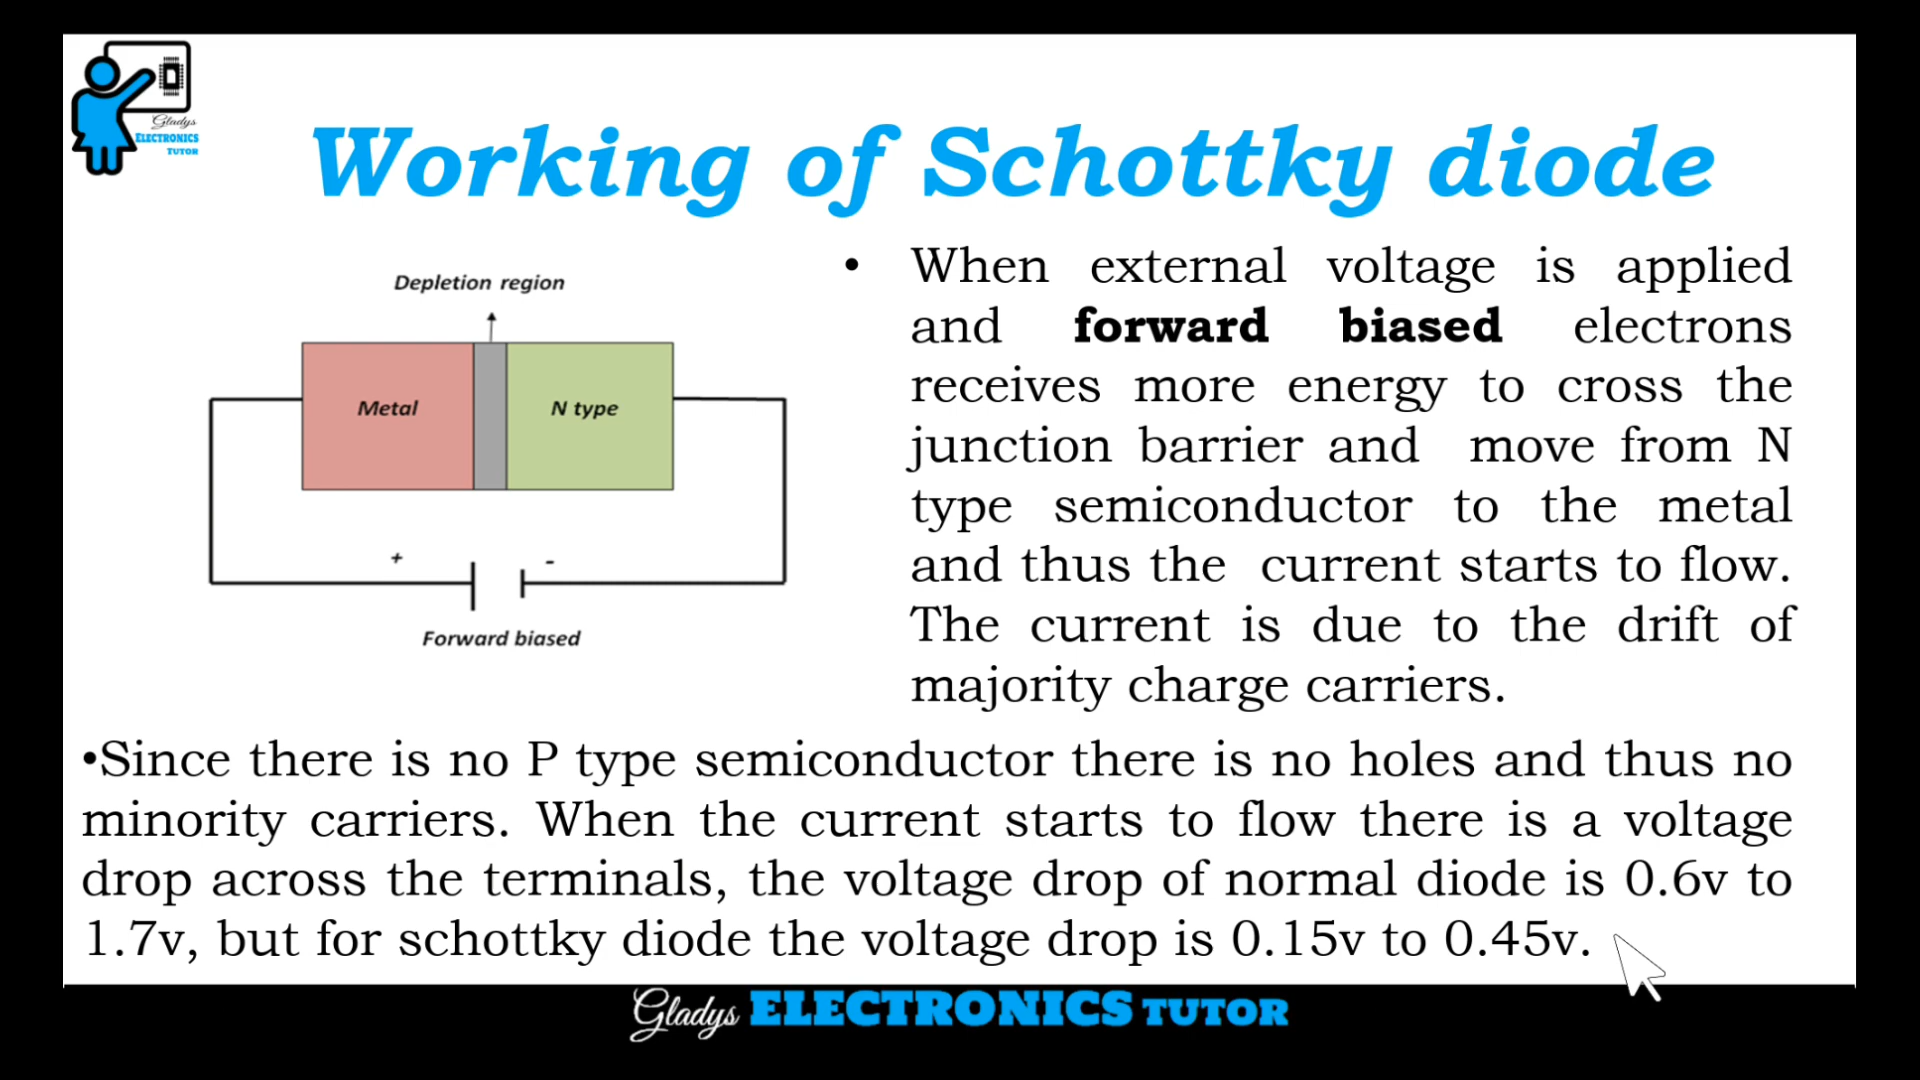 Gladys
ELECTRONICS
TUTOR
Working of Schottky diode
Depletion region
Metal
N type
+
-
Forward biased
• When external voltage is applied
and forward biased electrons
receives more energy to cross the
junction barrier and move from N
type semiconductor to the metal
and thus the current starts to flow.
The current is due to the drift of
majority charge carriers.
•Since there is no P type semiconductor there is no holes and thus no
minority carriers. When the current starts to flow there is a voltage
drop across the terminals, the voltage drop of normal diode is 0.6v to
1.7v, but for schottky diode the voltage drop is 0.15v to 0.45v.
Gladys ELECTRONICS TUTOR